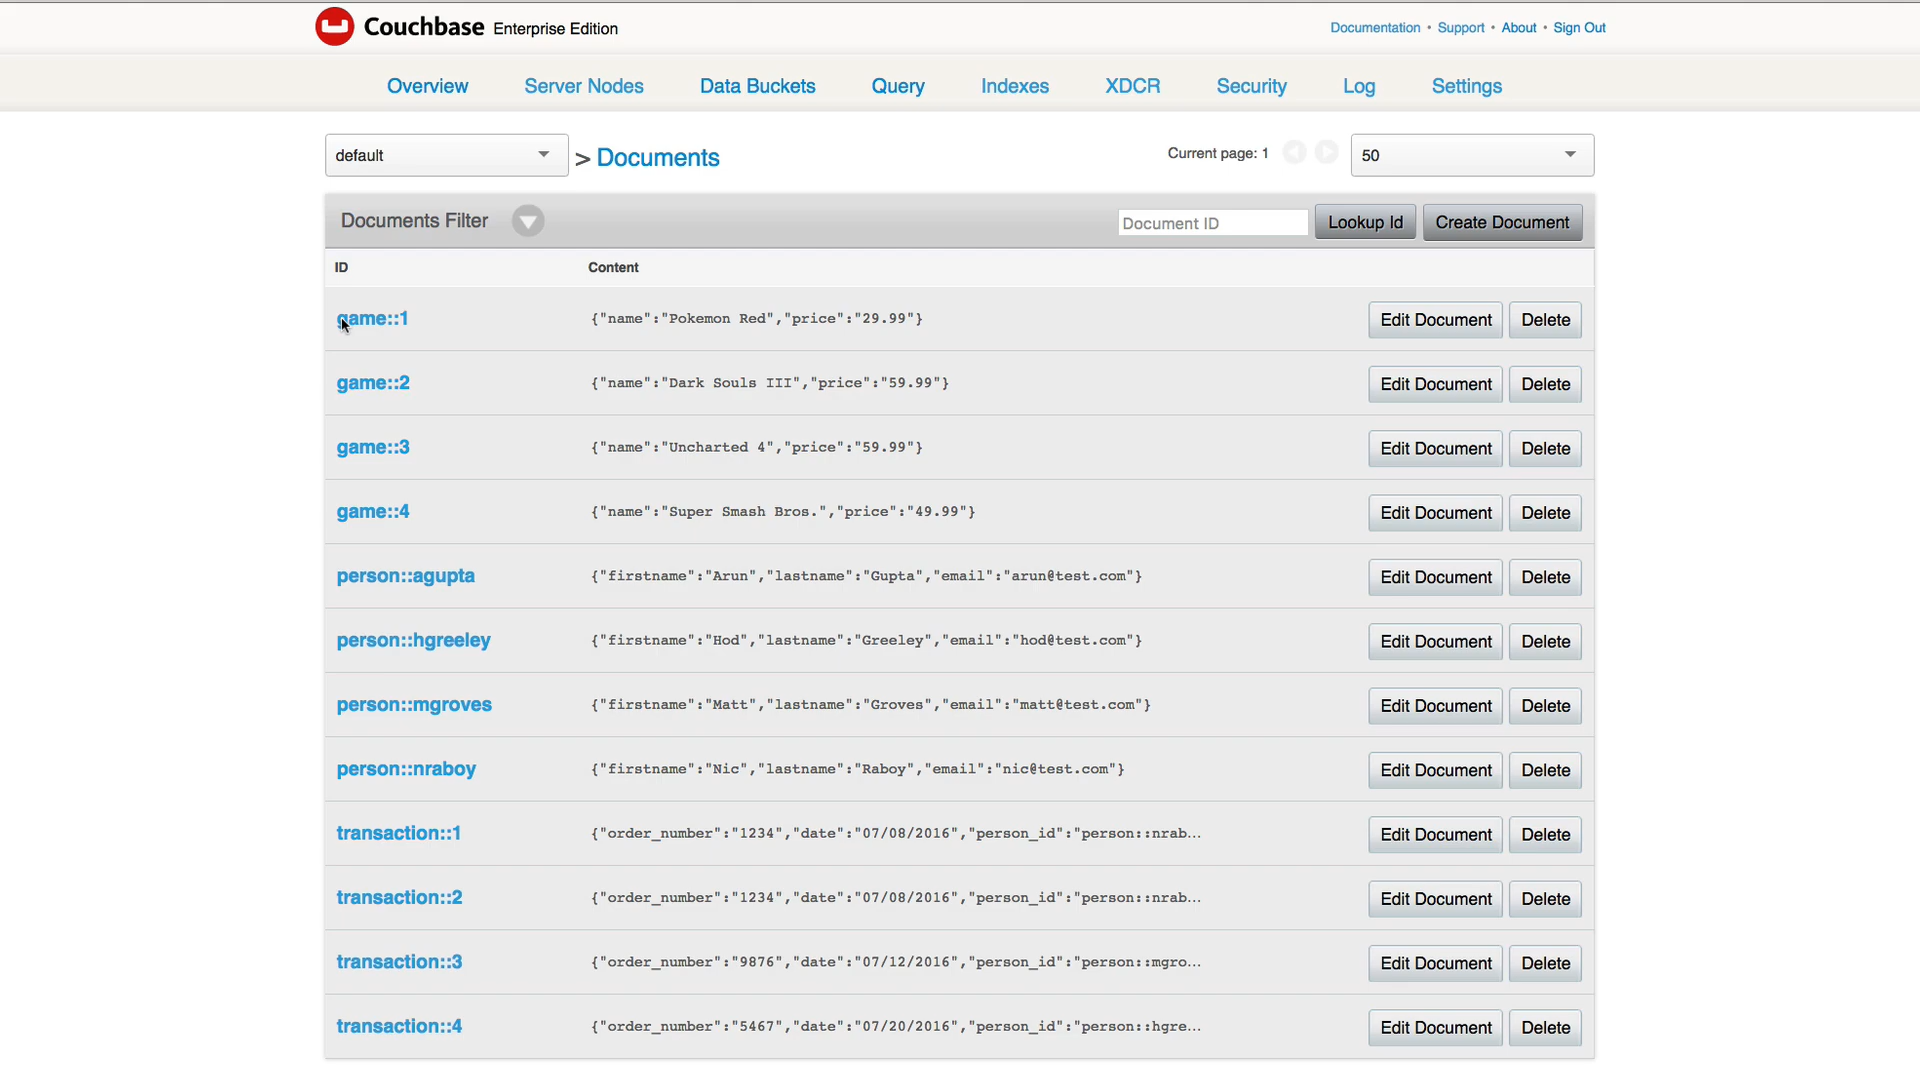 Couchbase Enterprise Edition
Documentation • Support • About • Sign Out
Overview Server Nodes Data Buckets Query Indexes XDCR Security Log Settings
default > Documents Current page: 1 50
Documents Filter Document ID Lookup Id Create Document
ID Content
game::1 {"name":"Pokemon Red","price":"29.99"} Edit Document Delete
game::2 {"name":"Dark Souls III","price":"59.99"} Edit Document Delete
game::3 {"name":"Uncharted 4","price":"59.99"} Edit Document Delete
game::4 {"name":"Super Smash Bros.","price":"49.99"} Edit Document Delete
person::agupta {"firstname":"Arun","lastname":"Gupta","email":"arun@test.com"} Edit Document Delete
person::hgreeley {"firstname":"Hod","lastname":"Greeley","email":"hod@test.com"} Edit Document Delete
person::mgroves {"firstname":"Matt","lastname":"Groves","email":"matt@test.com"} Edit Document Delete
person::nraboy {"firstname":"Nic","lastname":"Raboy","email":"nic@test.com"} Edit Document Delete
transaction::1 {"order_number":"1234","date":"07/08/2016","person_id":"person::nrab... Edit Document Delete
transaction::2 {"order_number":"1234","date":"07/08/2016","person_id":"person::nrab... Edit Document Delete
transaction::3 {"order_number":"9876","date":"07/12/2016","person_id":"person::mgro... Edit Document Delete
transaction::4 {"order_number":"5467","date":"07/20/2016","person_id":"person::hgre... Edit Document Delete